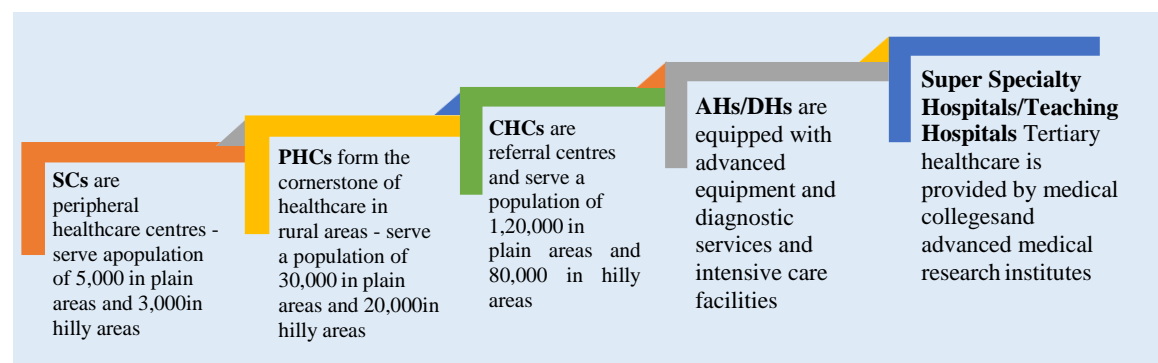 SCs are
peripheral
healthcare centres -
serve apopulation
of 5,000 in plain
areas and 3,000in
hilly areas
PHCs form the
cornerstone of
healthcare in
rural areas - serve
a population of
30,000 in plain
areas and 20,000in
hilly areas
CHCs are
referral centres
and serve a
population of
1,20,000 in
plain areas and
80,000 in hilly
areas
AHs/DHs are
equipped with
advanced
equipment and
diagnostic
services and
intensive care
facilities
Super Specialty
Hospitals/Teaching
Hospitals Tertiary
healthcare is
provided by medical
collegesand
advanced medical
research institutes